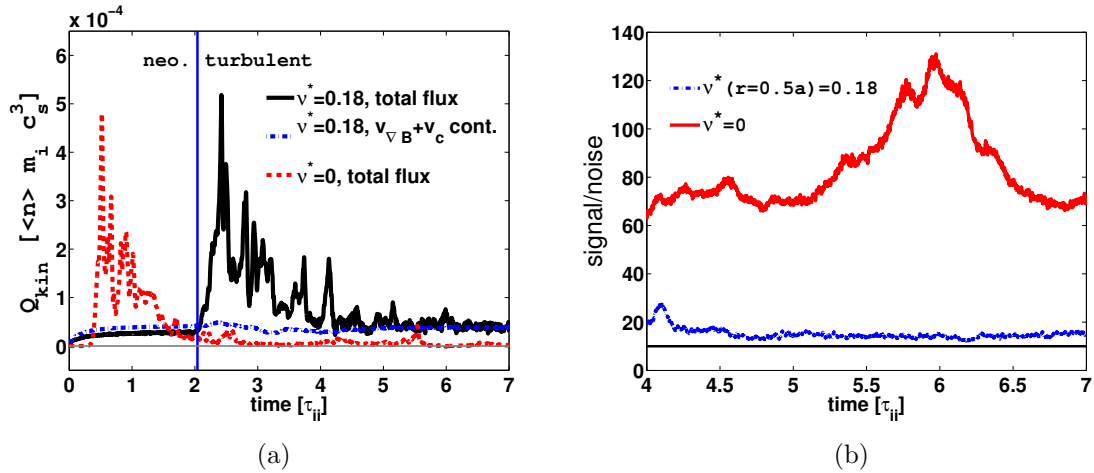 x 10⁻⁴
6
5
4
3
2
1
0
Q_kin [ <n> m_i c_s^3 ]
neo. turbulent
ν*=0.18, total flux
ν*=0.18, v_∇B+v_c cont.
ν*=0, total flux
0 1 2 3 4 5 6 7
time [τ_ii]
(a)
140
120
100
80
60
40
20
0
signal/noise
ν*(r=0.5a)=0.18
ν*=0
4 4.5 5 5.5 6 6.5 7
time [τ_ii]
(b)